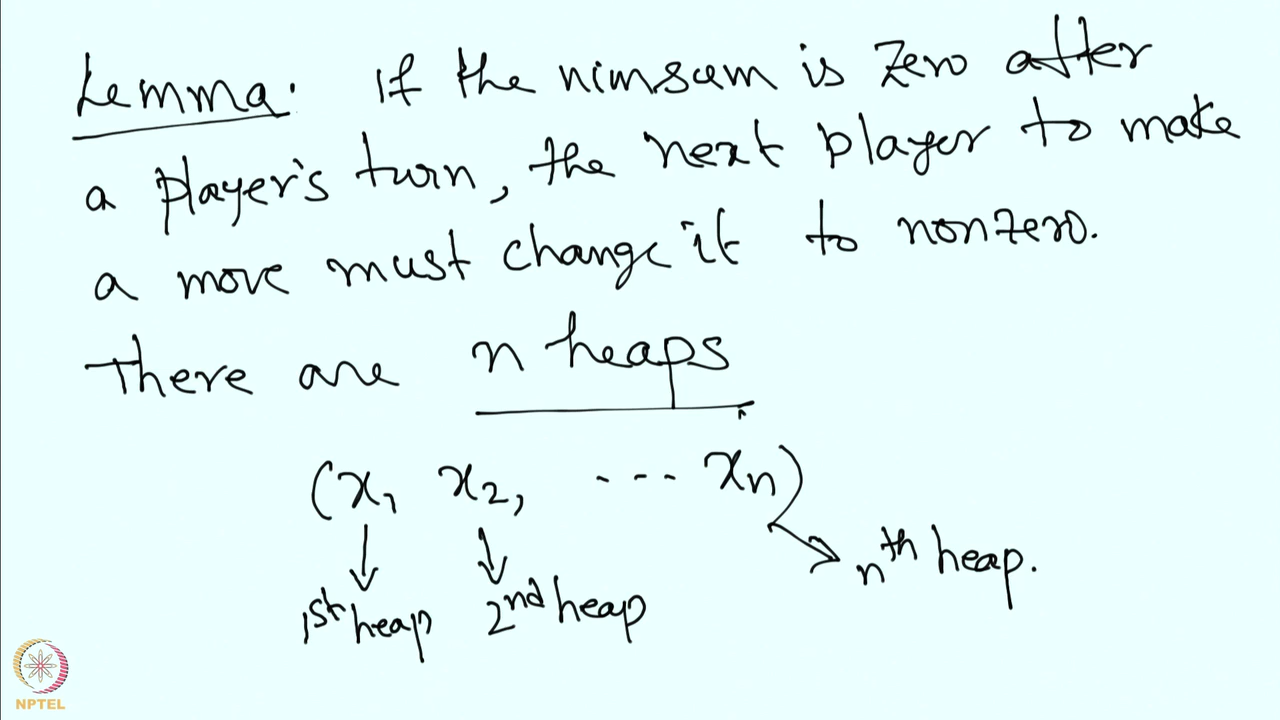 Lemma. If the nimsum is zero after
a player's turn, the next player to make
a move must change it to nonzero.
There are n heaps
(x₁ x₂, ... xₙ)
1st heap 2nd heap nth heap.
NPTEL